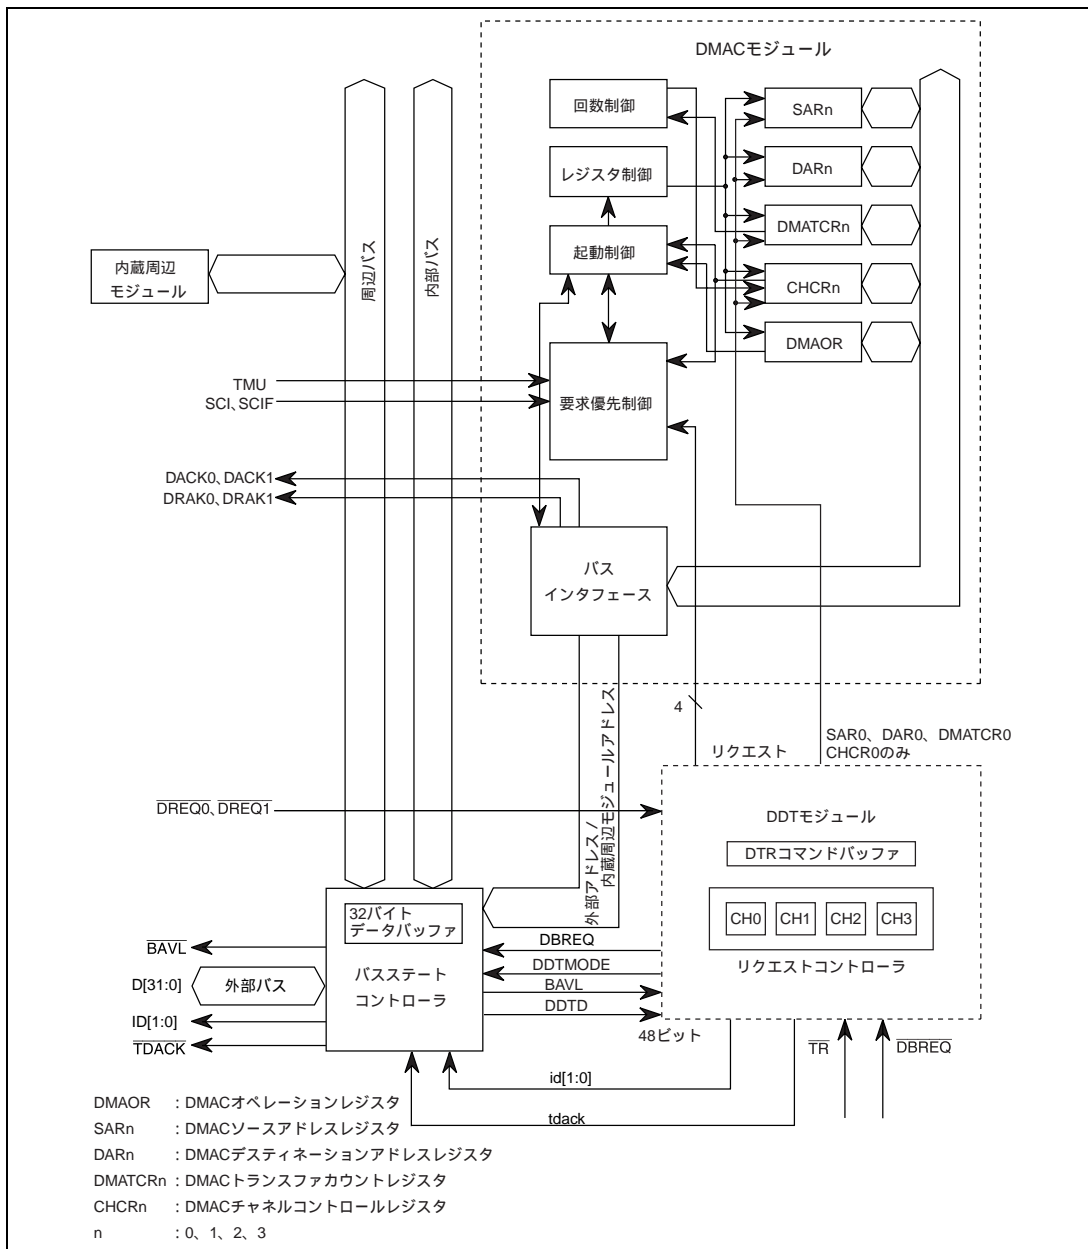 DMACモジュール
回数制御
SARn
レジスタ制御
DARn
DMATCRn
起動制御
CHCRn
DMAOR
内蔵周辺
モジュール
周辺バス
内部バス
要求優先制御
TMU
SCI、SCIF
DACK0、DACK1
DRAK0、DRAK1
バス
インタフェース
外部アドレス/
内蔵周辺モジュールアドレス
4
リクエスト
SAR0、DAR0、DMATCR0
CHCR0のみ
DREQ0、DREQ1
DDTモジュール
DTRコマンドバッファ
CH0 CH1 CH2 CH3
リクエストコントローラ
32バイト
データバッファ
バスステート
コントローラ
BAVL
D[31:0]
外部バス
ID[1:0]
TDACK
DBREQ
DDTMODE
BAVL
DDTD
48ビット
TR
DBREQ
id[1:0]
tdack
DMAOR :DMACオペレーションレジスタ
SARn :DMACソースアドレスレジスタ
DARn :DMACデスティネーションアドレスレジスタ
DMATCRn :DMACトランスファカウントレジスタ
CHCRn :DMACチャネルコントロールレジスタ
n :0、1、2、3